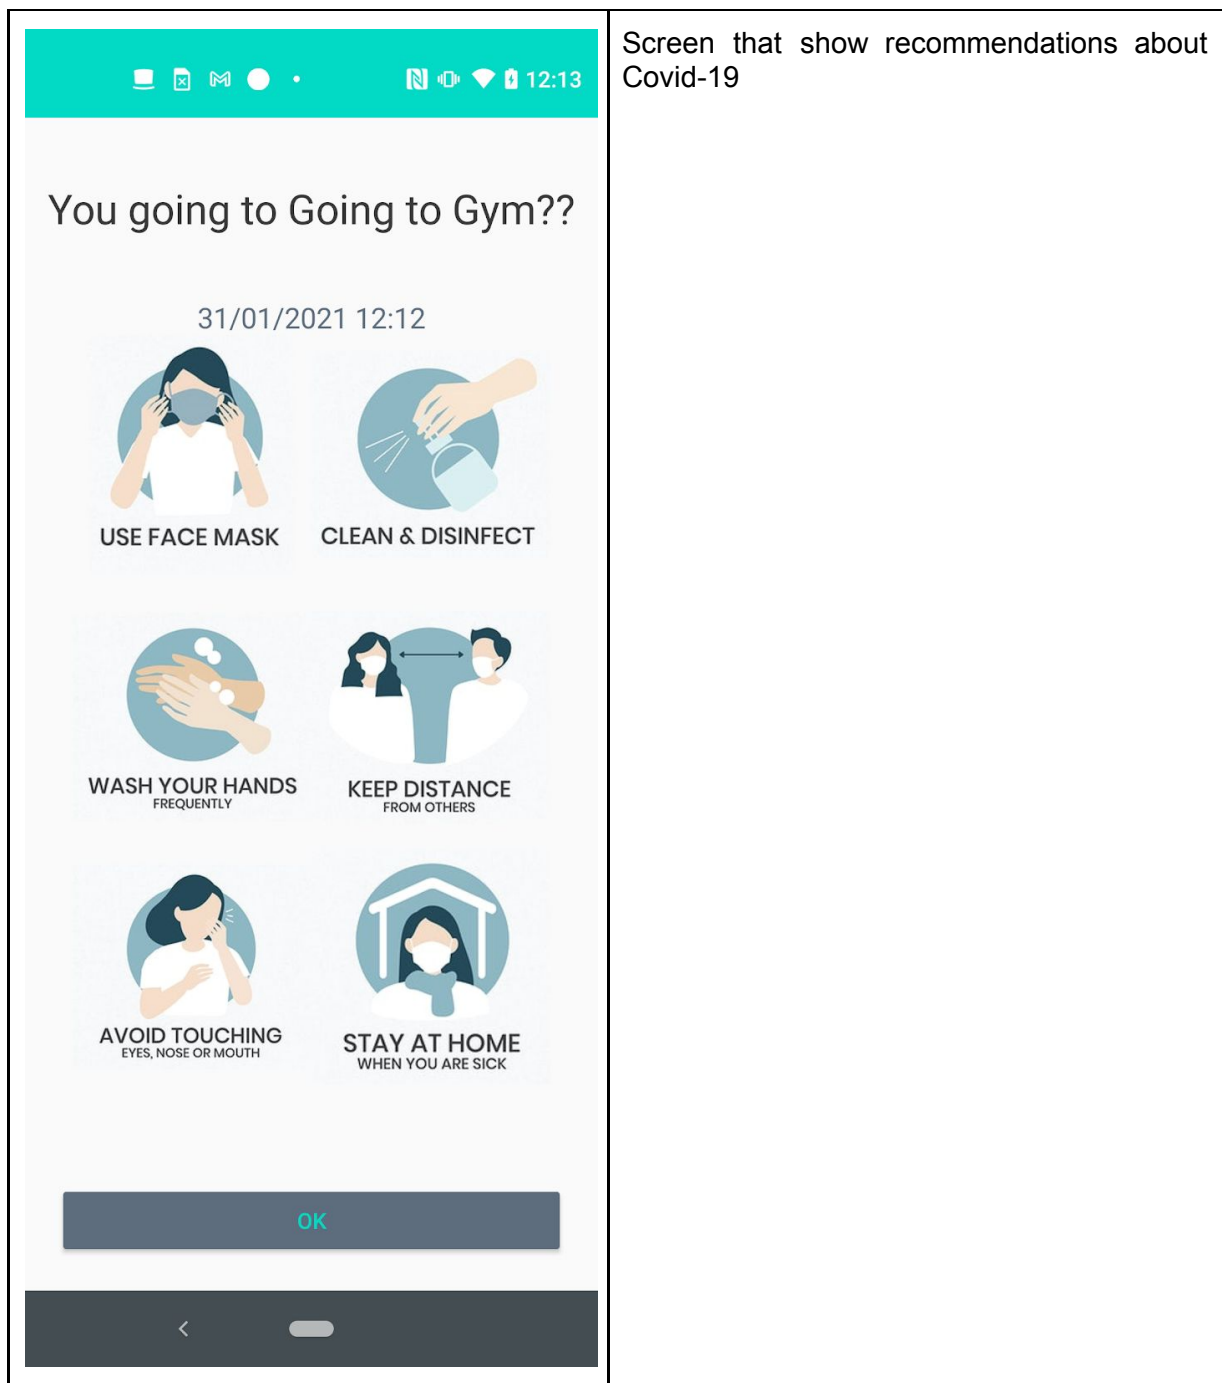 12:13
You going to Going to Gym??
31/01/2021 12:12
USE FACE MASK
CLEAN & DISINFECT
WASH YOUR HANDS
FREQUENTLY
KEEP DISTANCE
FROM OTHERS
AVOID TOUCHING
EYES, NOSE OR MOUTH
STAY AT HOME
WHEN YOU ARE SICK
OK
Screen that show recommendations about
Covid-19